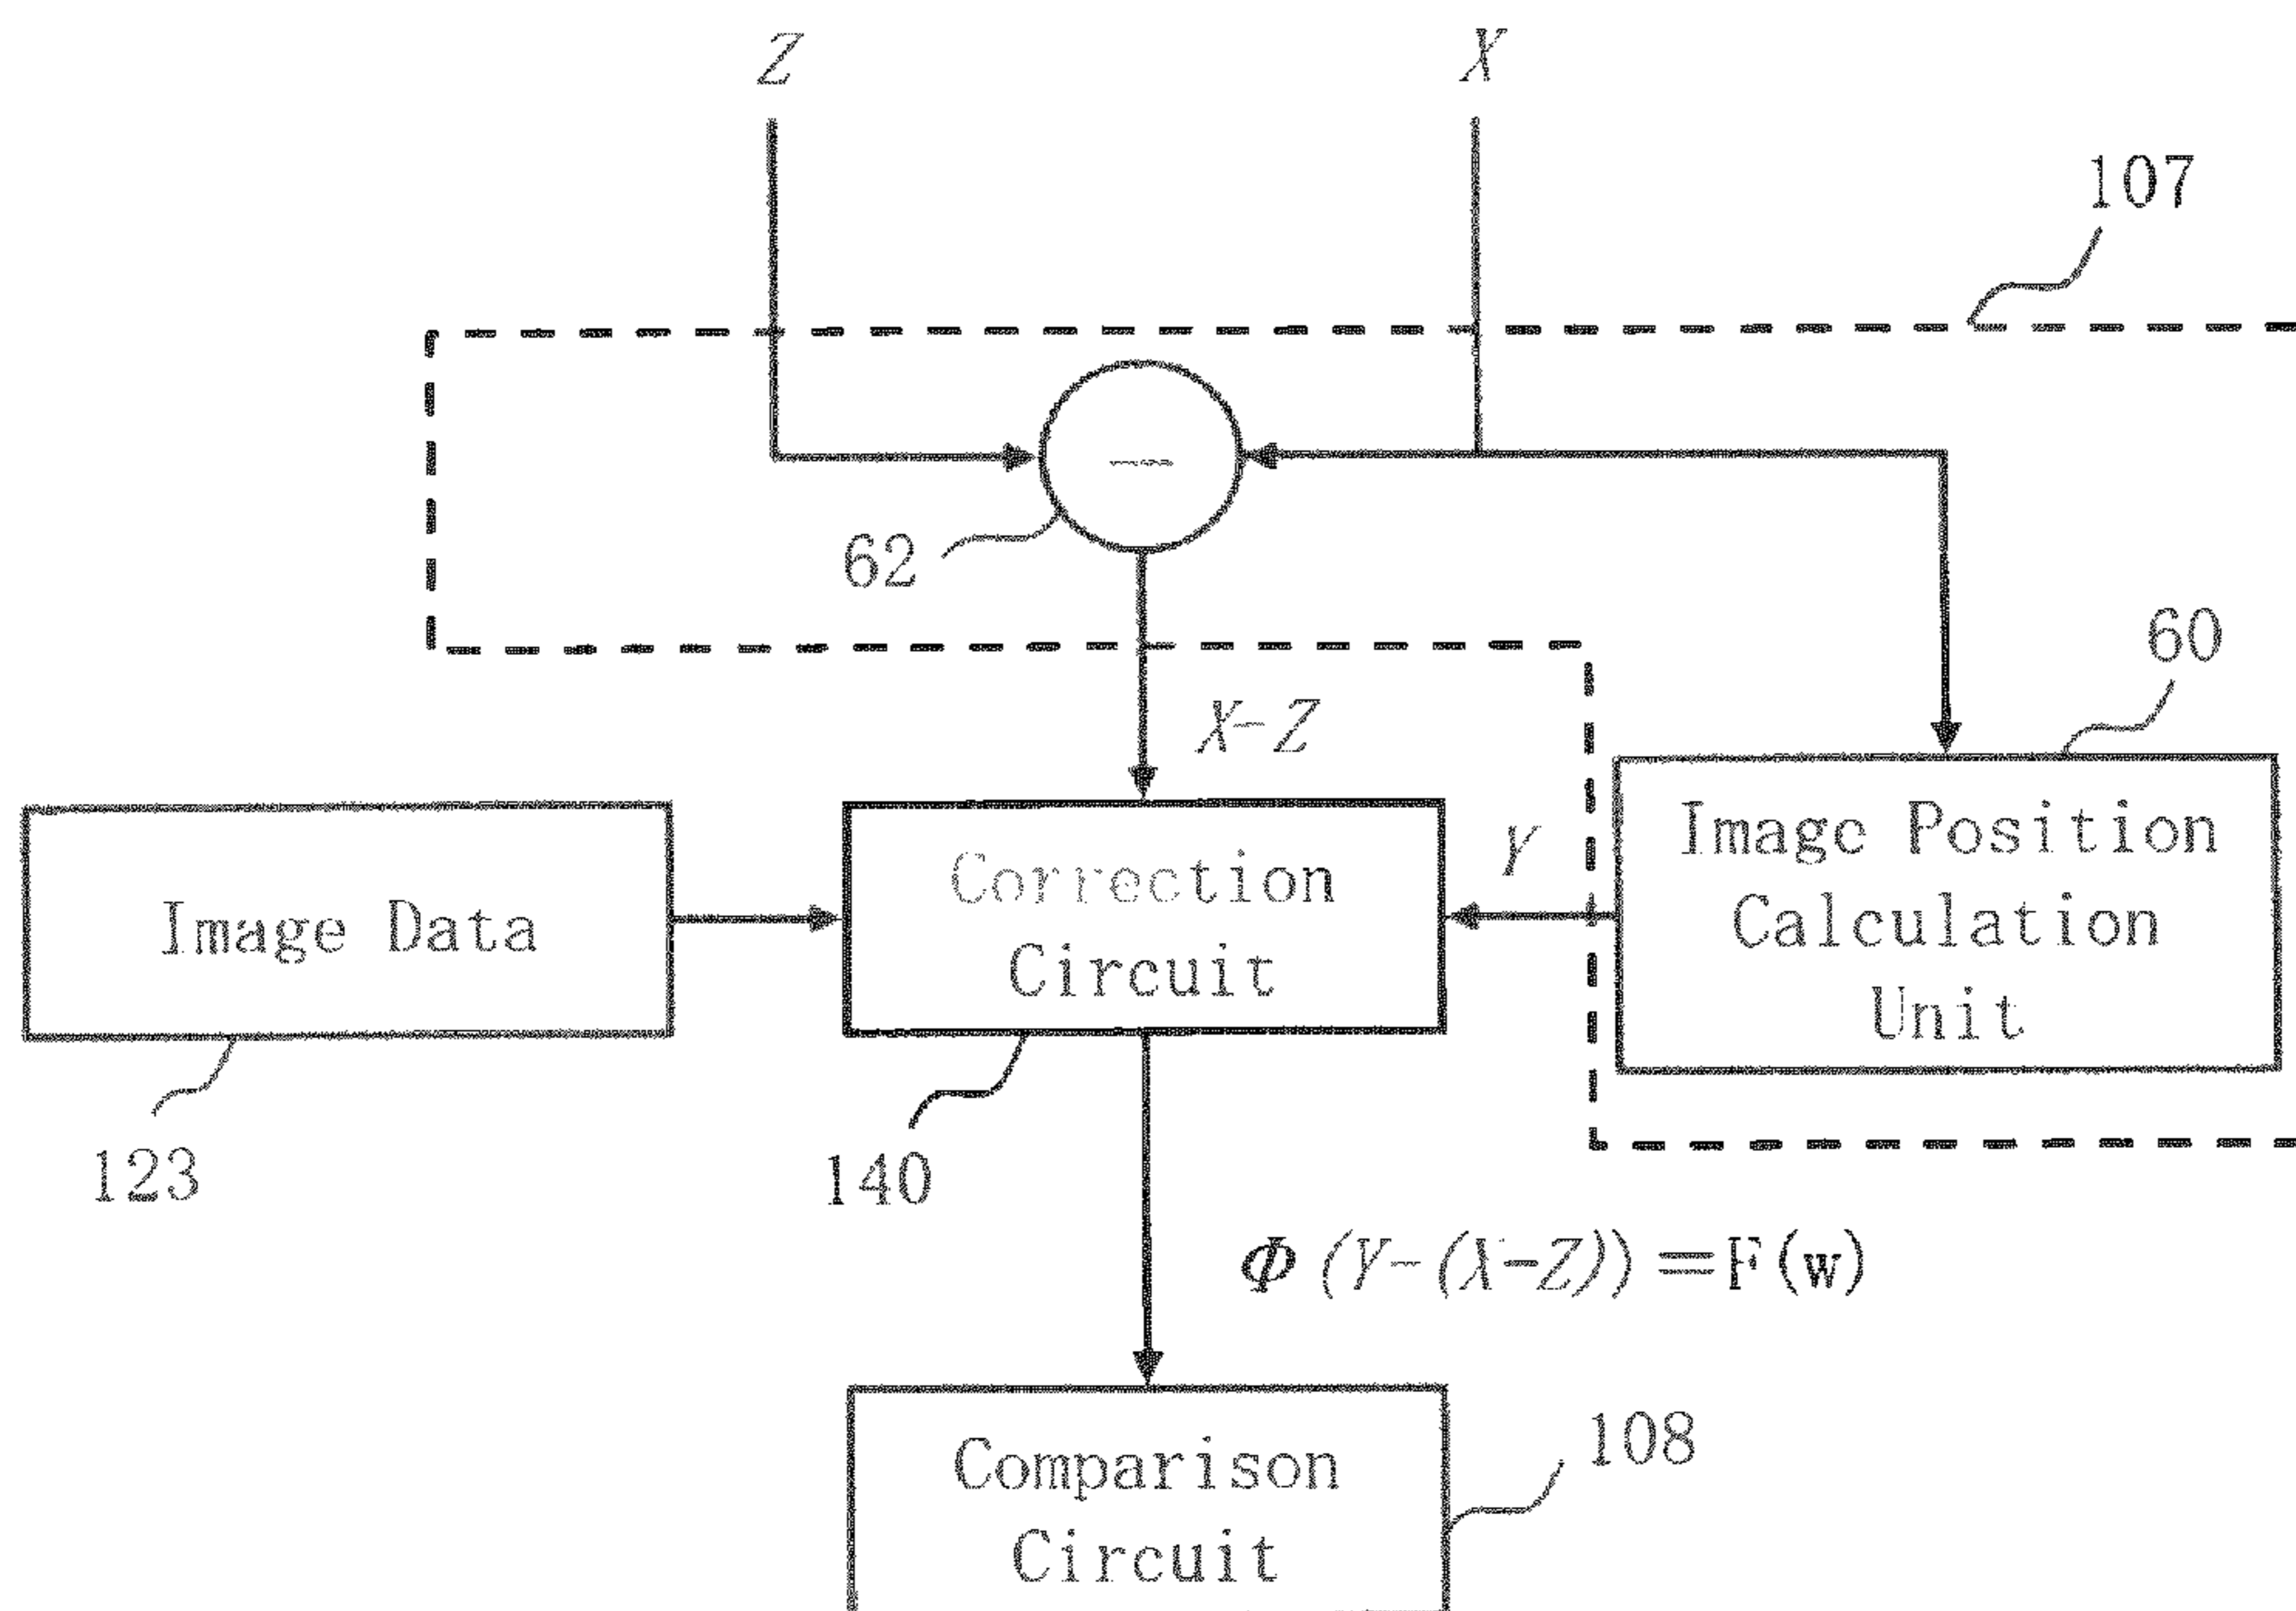 Z
X
107
—
62
60
X-Z
Image Data
Correction
Circuit
Y
Image Position
Calculation
Unit
123
140
Φ(Y-(X-Z))=F(w)
Comparison
Circuit
108